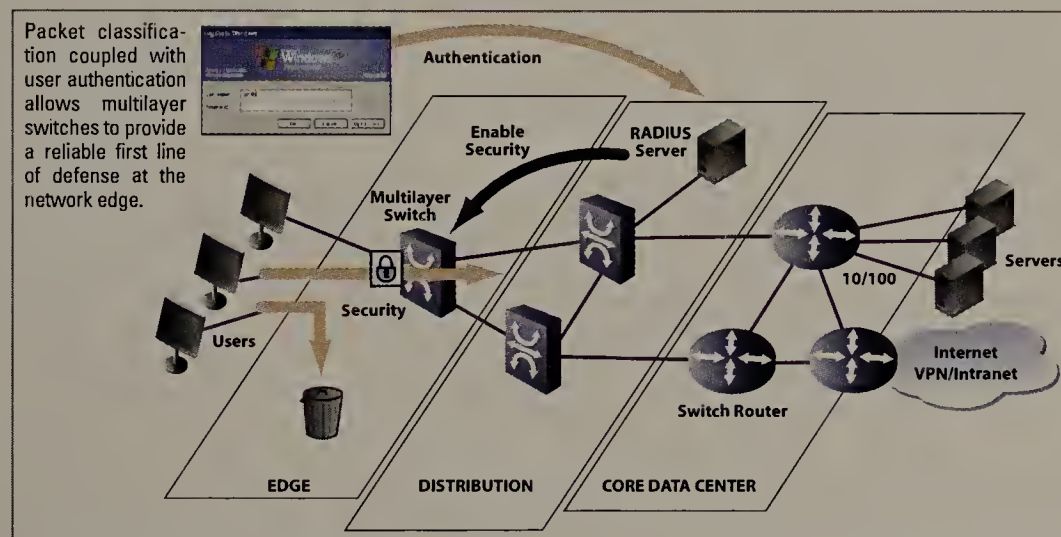 Packet classifica-
tion coupled with
user authentication
allows multilayer
switches to provide
a reliable first line
of defense at the
network edge.
Windows
Authentication
Enable
Security
RADIUS
Server
Multilayer
Switch
Security
Users
10/100
Servers
Internet
VPN/Intranet
Switch Router
EDGE
DISTRIBUTION
CORE DATA CENTER